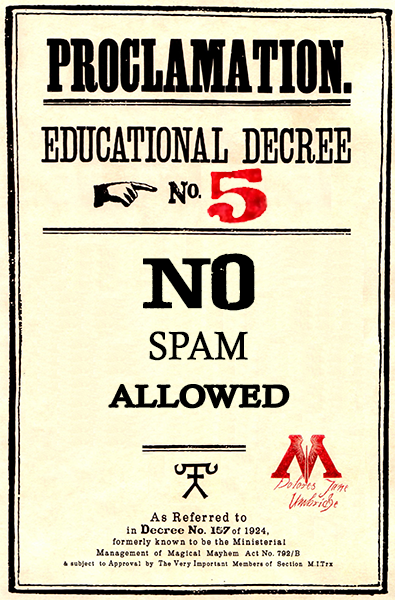 PROCLAMATION.
EDUCATIONAL DECREE
No. 5
NO
SPAM
ALLOWED
M
Dolores Jane
Umbridge
As Referred to
in Decree No. 157 of 1924,
formerly known to be the Ministerial
Management of Magical Mayhem Act No. 792/B
& subject to Approval by The Very Important Members of Section M.I.Trx